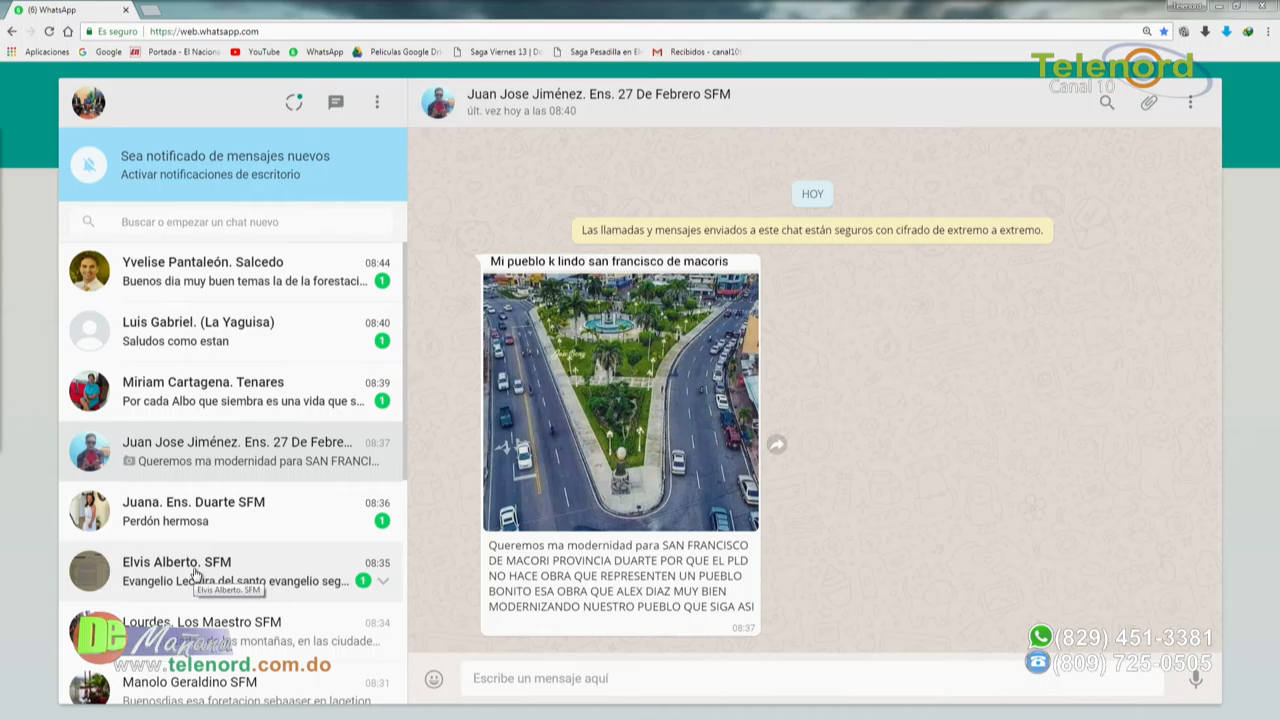 (6) WhatsApp
Telenord
Es seguro
https://web.whatsapp.com
Aplicaciones
Google
Portada - El Nacion
YouTube
WhatsApp
Peliculas Google Dri
Saga Viernes 13 | D
Saga Pesadilla en E
Recibidos - canal10
Telenord
Canal 10
Juan Jose Jiménez. Ens. 27 De Febrero SFM
últ. vez hoy a las 08:40
Sea notificado de mensajes nuevos
Activar notificaciones de escritorio
Buscar o empezar un chat nuevo
Yvelise Pantaleón. Salcedo 08:44
Buenos dia muy buen temas la de la forestaci... 1
Luis Gabriel. (La Yaguisa) 08:40
Saludos como estan 1
Miriam Cartagena. Tenares 08:39
Por cada Albo que siembra es una vida que s... 1
Juan Jose Jiménez. Ens. 27 De Febre... 08:37
Queremos ma modernidad para SAN FRANCI...
Juana. Ens. Duarte SFM 08:36
Perdón hermosa 1
Elvis Alberto. SFM 08:35
Evangelio Lectura del santo evangelio seg... 1
Elvis Alberto. SFM
Lourdes. Los Maestro SFM 08:34
montañas, en las ciudade...
De Mañana
www.telenord.com.do
Manolo Geraldino SFM 08:31
Buenosdias esa foretacion sebaaser en lagetion
HOY
Las llamadas y mensajes enviados a este chat están seguros con cifrado de extremo a extremo.
Mi pueblo k lindo san francisco de macoris
Queremos ma modernidad para SAN FRANCISCO
DE MACORI PROVINCIA DUARTE POR QUE EL PLD
NO HACE OBRA QUE REPRESENTEN UN PUEBLO
BONITO ESA OBRA QUE ALEX DIAZ MUY BIEN
MODERNIZANDO NUESTRO PUEBLO QUE SIGA ASI
08:37
Escribe un mensaje aquí
(829) 451-3381
(809) 725-0505